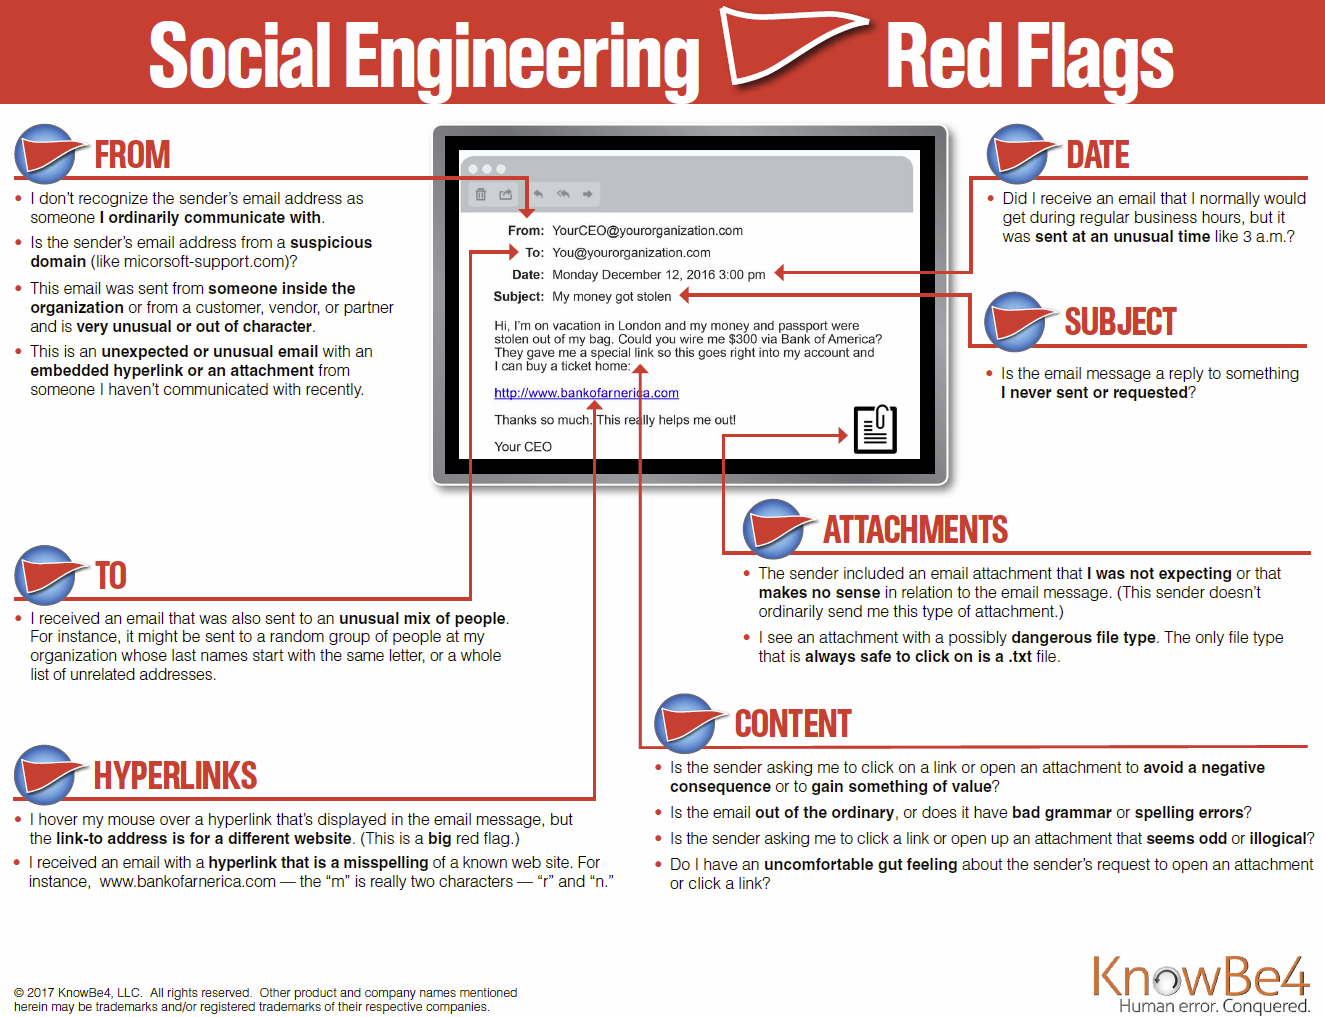 Social Engineering Red Flags
FROM
• I don't recognize the sender's email address as
someone I ordinarily communicate with.
• Is the sender's email address from a suspicious
domain (like micorsoft-support.com)?
• This email was sent from someone inside the
organization or from a customer, vendor, or partner
and is very unusual or out of character.
• This is an unexpected or unusual email with an
embedded hyperlink or an attachment from
someone I haven't communicated with recently.
From: YourCEO@yourorganization.com
To: You@yourorganization.com
Date: Monday December 12, 2016 3:00 pm
Subject: My money got stolen
Hi, I'm on vacation in London and my money and passport were
stolen out of my bag. Could you wire me $300 via Bank of America?
They gave me a special link so this goes right into my account and
I can buy a ticket home:
http://www.bankofarnerica.com
Thanks so much. This really helps me out!
Your CEO
DATE
• Did I receive an email that I normally would
get during regular business hours, but it
was sent at an unusual time like 3 a.m.?
SUBJECT
• Is the email message a reply to something
I never sent or requested?
ATTACHMENTS
• The sender included an email attachment that I was not expecting or that
makes no sense in relation to the email message. (This sender doesn't
ordinarily send me this type of attachment.)
• I see an attachment with a possibly dangerous file type. The only file type
that is always safe to click on is a .txt file.
TO
• I received an email that was also sent to an unusual mix of people.
For instance, it might be sent to a random group of people at my
organization whose last names start with the same letter, or a whole
list of unrelated addresses.
HYPERLINKS
• I hover my mouse over a hyperlink that's displayed in the email message, but
the link-to address is for a different website. (This is a big red flag.)
• I received an email with a hyperlink that is a misspelling of a known web site. For
instance, www.bankofarnerica.com — the "m" is really two characters — "r" and "n."
CONTENT
• Is the sender asking me to click on a link or open an attachment to avoid a negative
consequence or to gain something of value?
• Is the email out of the ordinary, or does it have bad grammar or spelling errors?
• Is the sender asking me to click a link or open up an attachment that seems odd or illogical?
• Do I have an uncomfortable gut feeling about the sender's request to open an attachment
or click a link?
© 2017 KnowBe4, LLC. All rights reserved. Other product and company names mentioned
herein may be trademarks and/or registered trademarks of their respective companies.
KnowBe4
Human error. Conquered.